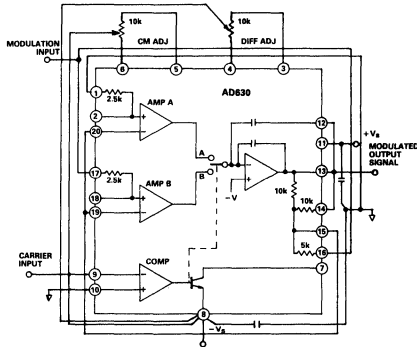 10k
CM ADJ
10k
DIFF ADJ
MODULATION
INPUT
6
5
4
3
AD630
1
2.5k
AMP A
2
20
A
B
12
11
+VS
13
MODULATED
OUTPUT
SIGNAL
17
2.5k
AMP B
18
19
-V
10k
10k
14
15
5k
16
7
CARRIER
INPUT
9
COMP
10
8
-VS